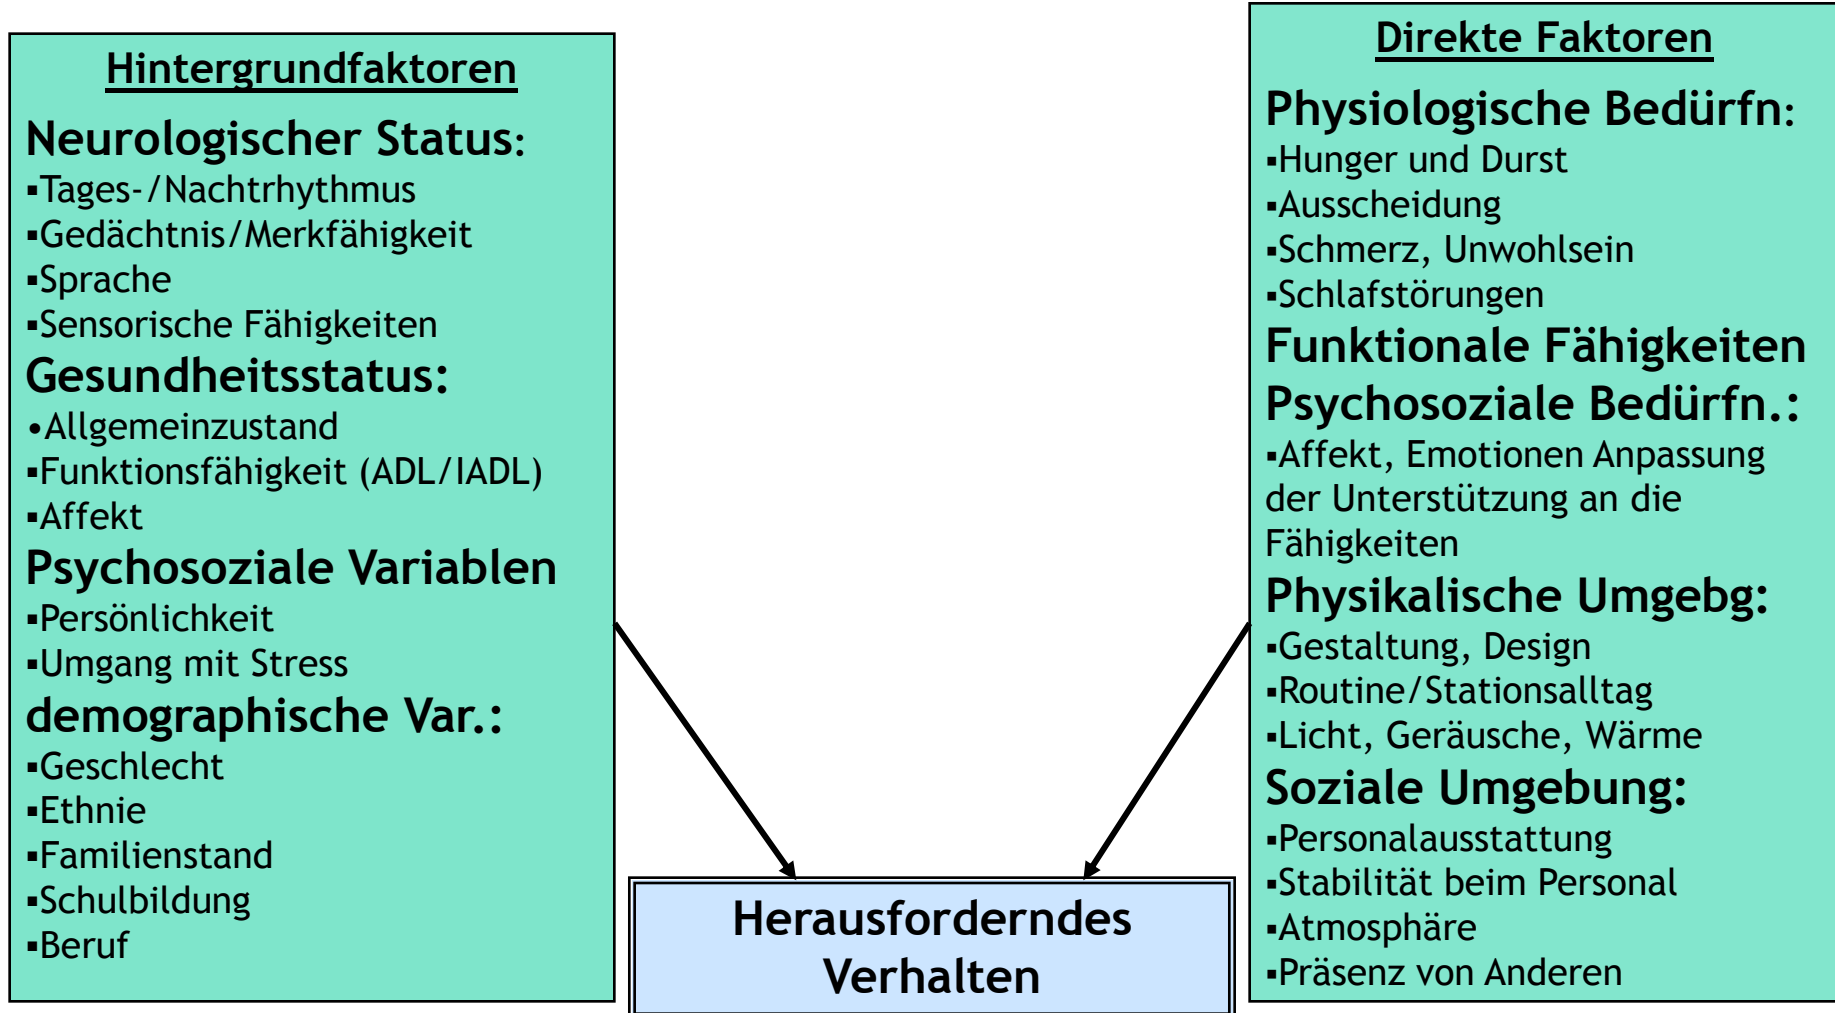 Hintergrundfaktoren
Neurologischer Status:
▪Tages-/Nachtrhythmus
▪Gedächtnis/Merkfähigkeit
▪Sprache
▪Sensorische Fähigkeiten
Gesundheitsstatus:
•Allgemeinzustand
▪Funktionsfähigkeit (ADL/IADL)
▪Affekt
Psychosoziale Variablen
▪Persönlichkeit
▪Umgang mit Stress
demographische Var.:
▪Geschlecht
▪Ethnie
▪Familienstand
▪Schulbildung
▪Beruf
Direkte Faktoren
Physiologische Bedürfn:
▪Hunger und Durst
▪Ausscheidung
▪Schmerz, Unwohlsein
▪Schlafstörungen
Funktionale Fähigkeiten
Psychosoziale Bedürfn.:
▪Affekt, Emotionen Anpassung
der Unterstützung an die
Fähigkeiten
Physikalische Umgebg:
▪Gestaltung, Design
▪Routine/Stationsalltag
▪Licht, Geräusche, Wärme
Soziale Umgebung:
▪Personalausstattung
▪Stabilität beim Personal
▪Atmosphäre
▪Präsenz von Anderen
Herausforderndes
Verhalten